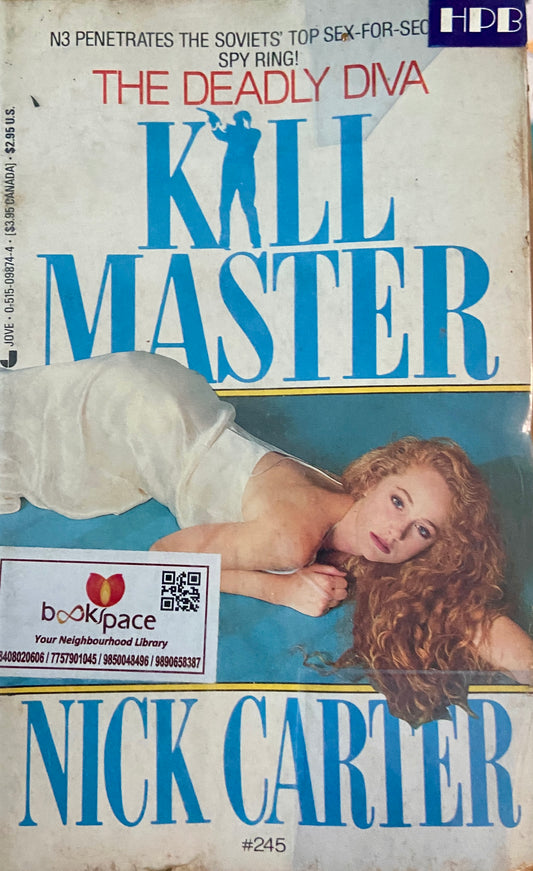 N3 PENETRATES THE SOVIETS' TOP SEX-FOR-SEC
HPB
SPY RING!
THE DEADLY DIVA
KILL
MASTER
JOVE • 0-515-09874-4 • [$3.95 CANADA] • $2.95 U.S.
bookspace
Your Neighbourhood Library
8408020606 / 7757901045 / 9850048496 / 9890658387
NICK CARTER
#245